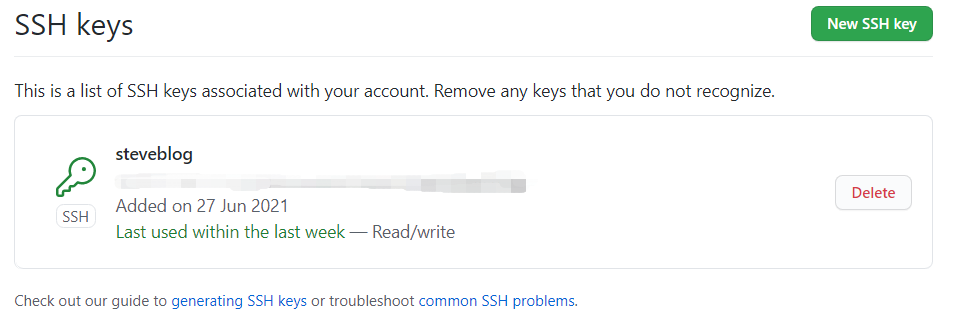 SSH keys
New SSH key
This is a list of SSH keys associated with your account. Remove any keys that you do not recognize.
steveblog
Added on 27 Jun 2021
SSH
Last used within the last week — Read/write
Delete
Check out our guide to generating SSH keys or troubleshoot common SSH problems.